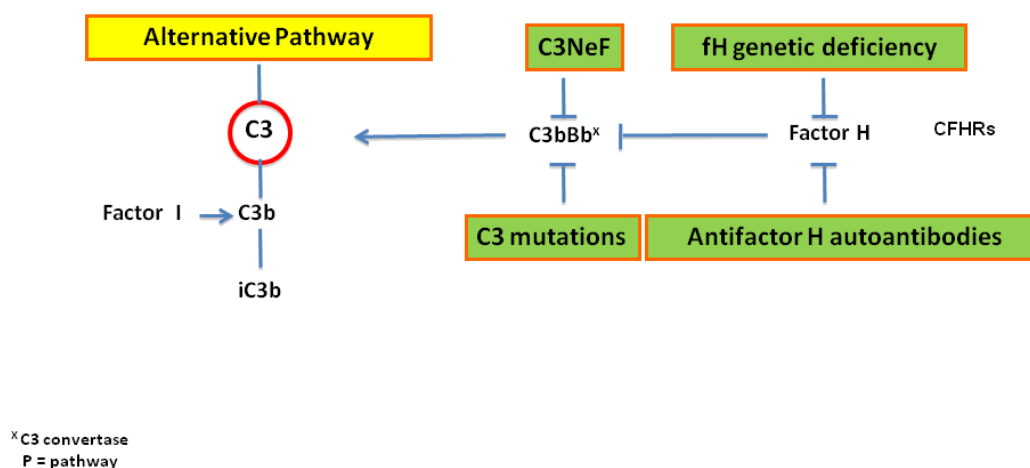 Alternative Pathway
C3NeF
fH genetic deficiency
C3
C3bBbˣ
Factor H
CFHRs
Factor I
C3b
C3 mutations
Antifactor H autoantibodies
iC3b
ˣ C3 convertase
P = pathway